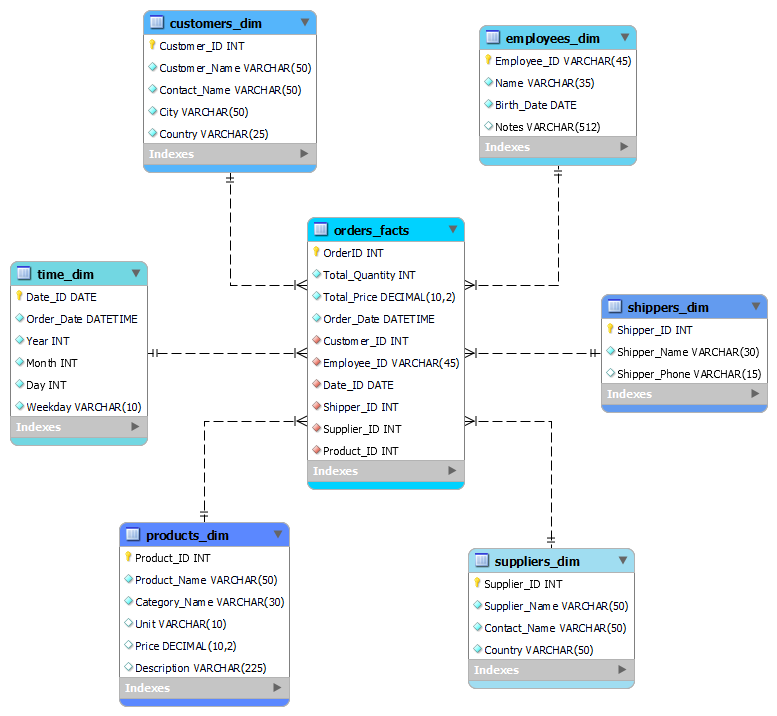 customers_dim
Customer_ID INT
Customer_Name VARCHAR(50)
Contact_Name VARCHAR(50)
City VARCHAR(50)
Country VARCHAR(25)
Indexes
employees_dim
Employee_ID VARCHAR(45)
Name VARCHAR(35)
Birth_Date DATE
Notes VARCHAR(512)
Indexes
orders_facts
OrderID INT
Total_Quantity INT
Total_Price DECIMAL(10,2)
Order_Date DATETIME
Customer_ID INT
Employee_ID VARCHAR(45)
Date_ID DATE
Shipper_ID INT
Supplier_ID INT
Product_ID INT
Indexes
time_dim
Date_ID DATE
Order_Date DATETIME
Year INT
Month INT
Day INT
Weekday VARCHAR(10)
Indexes
shippers_dim
Shipper_ID INT
Shipper_Name VARCHAR(30)
Shipper_Phone VARCHAR(15)
Indexes
products_dim
Product_ID INT
Product_Name VARCHAR(50)
Category_Name VARCHAR(30)
Unit VARCHAR(10)
Price DECIMAL(10,2)
Description VARCHAR(225)
Indexes
suppliers_dim
Supplier_ID INT
Supplier_Name VARCHAR(50)
Contact_Name VARCHAR(50)
Country VARCHAR(50)
Indexes